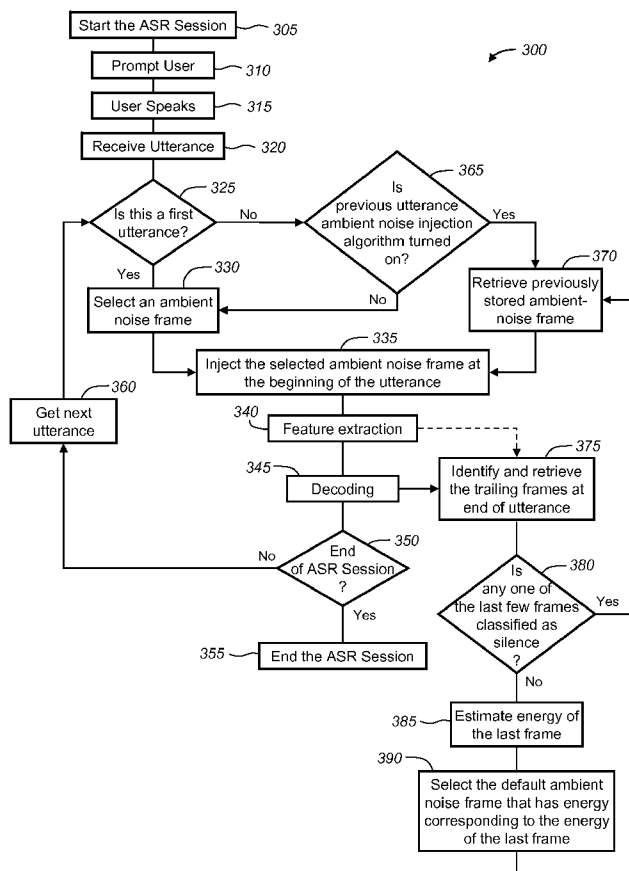 Start the ASR Session
305
300
Prompt User
310
User Speaks
315
Receive Utterance
320
325
Is this a first
utterance?
No
Yes
365
Is
previous utterance
ambient noise injection
algorithm turned
on?
Yes
No
330
Select an ambient
noise frame
370
Retrieve previously
stored ambient-
noise frame
335
Inject the selected ambient noise frame at
the beginning of the utterance
360
Get next
utterance
340
Feature extraction
345
Decoding
375
Identify and retrieve
the trailing frames at
end of utterance
350
End
of ASR Session
?
No
Yes
355
End the ASR Session
380
Is
any one of
the last few frames
classified as
silence
?
Yes
No
385
Estimate energy of
the last frame
390
Select the default ambient
noise frame that has energy
corresponding to the energy
of the last frame